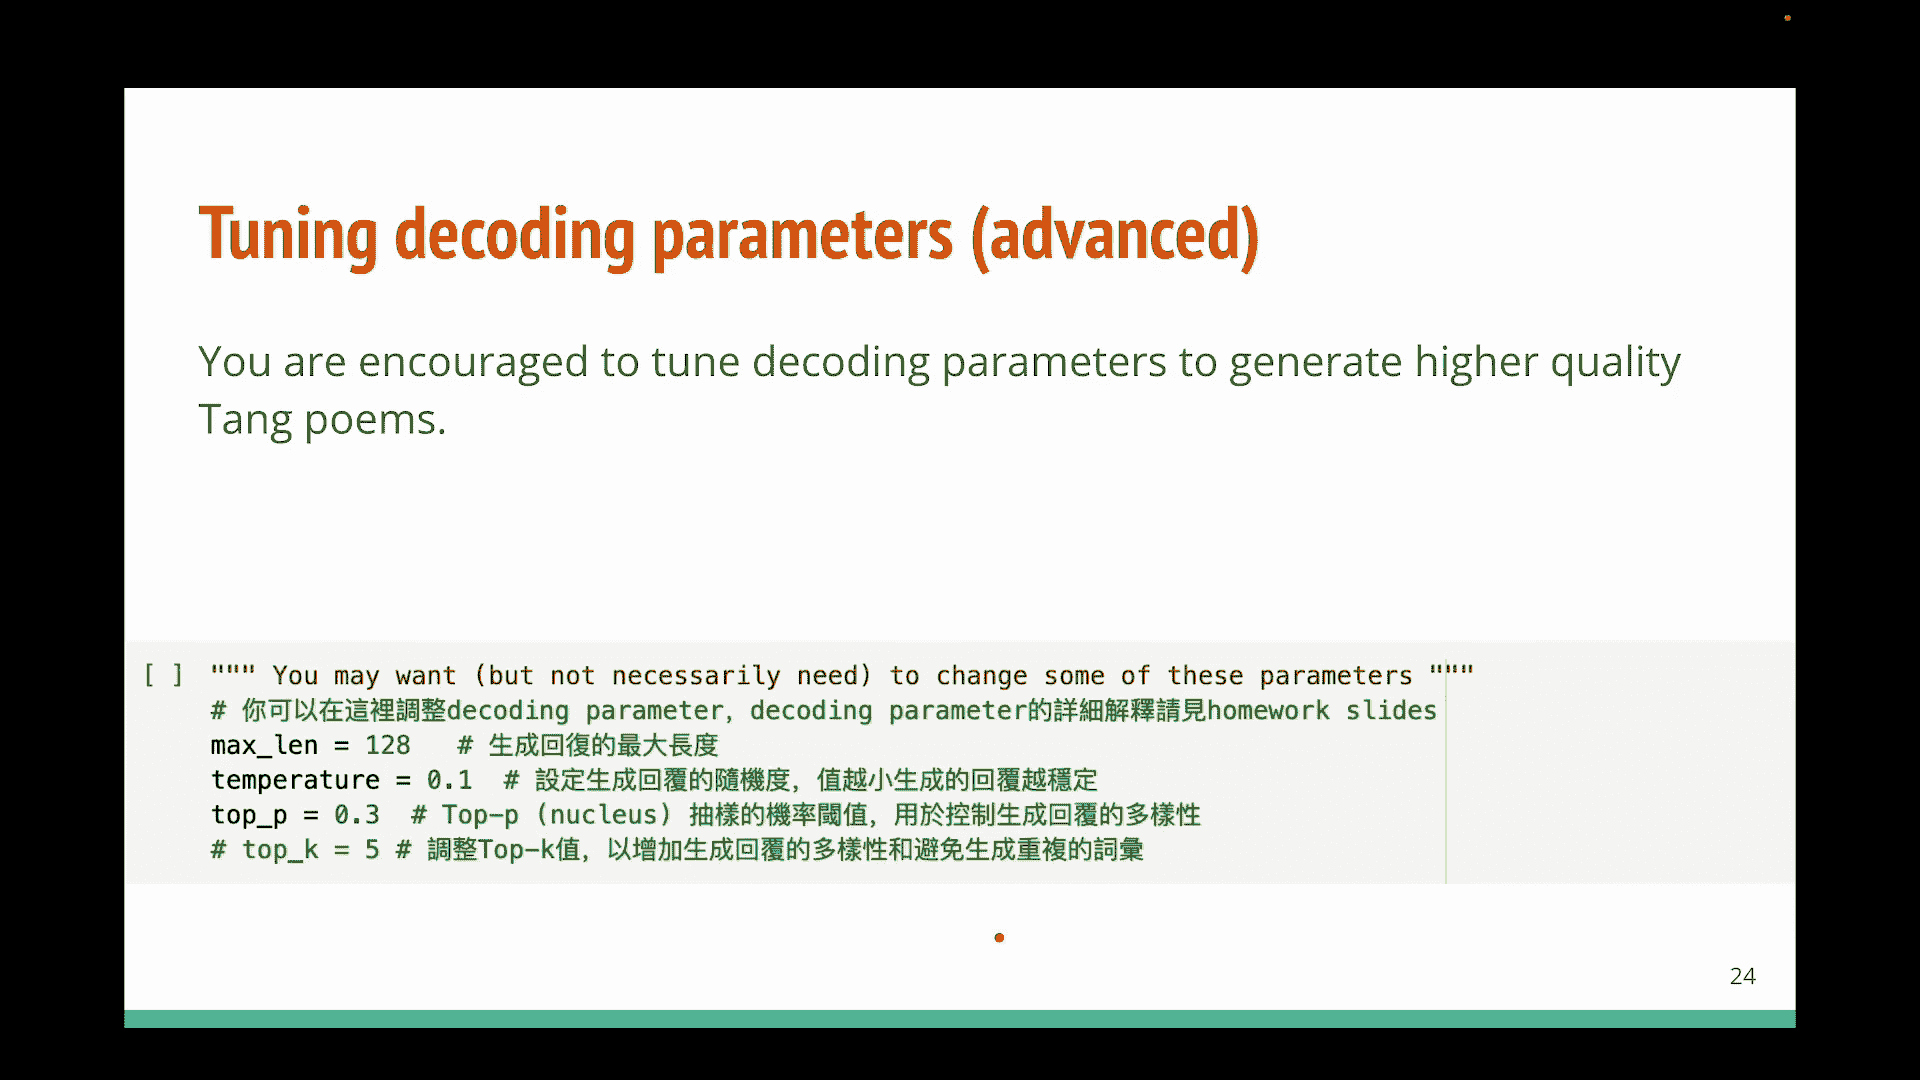 Tuning decoding parameters (advanced)
You are encouraged to tune decoding parameters to generate higher quality
Tang poems.
[ ] """ You may want (but not necessarily need) to change some of these parameters """
# 你可以在這裡調整decoding parameter, decoding parameter的詳細解釋請見homework slides
max_len = 128   # 生成回復的最大長度
temperature = 0.1  # 設定生成回覆的隨機度，值越小生成的回覆越穩定
top_p = 0.3  # Top-p (nucleus) 抽樣的機率閾值，用於控制生成回覆的多樣性
# top_k = 5 # 調整Top-k值，以增加生成回覆的多樣性和避免生成重複的詞彙
24